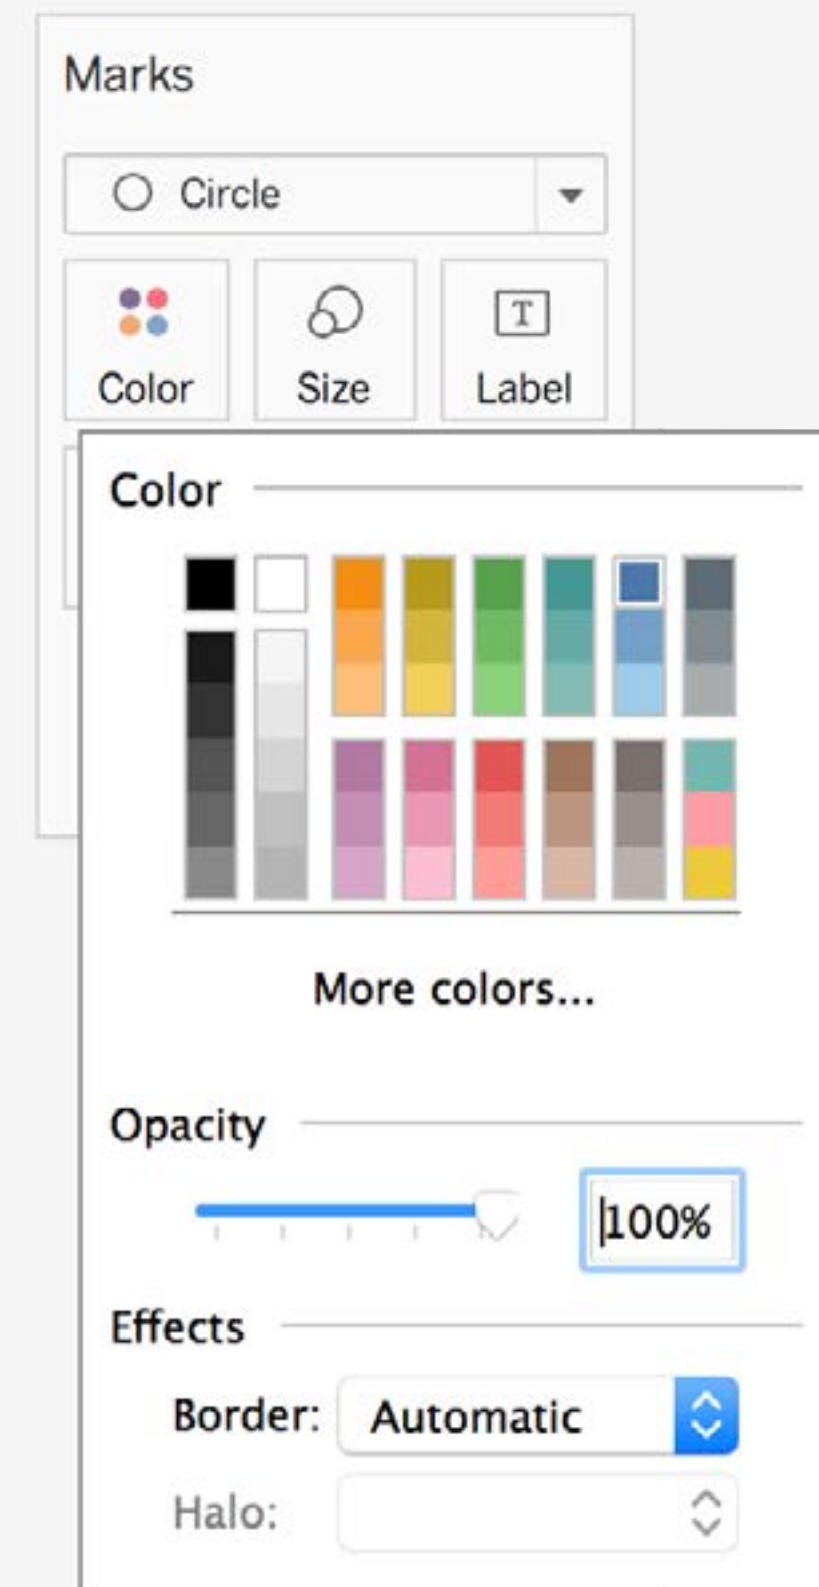 Marks
Circle
Color Size Label
Color
More colors...
Opacity
100%
Effects
Border: Automatic
Halo: